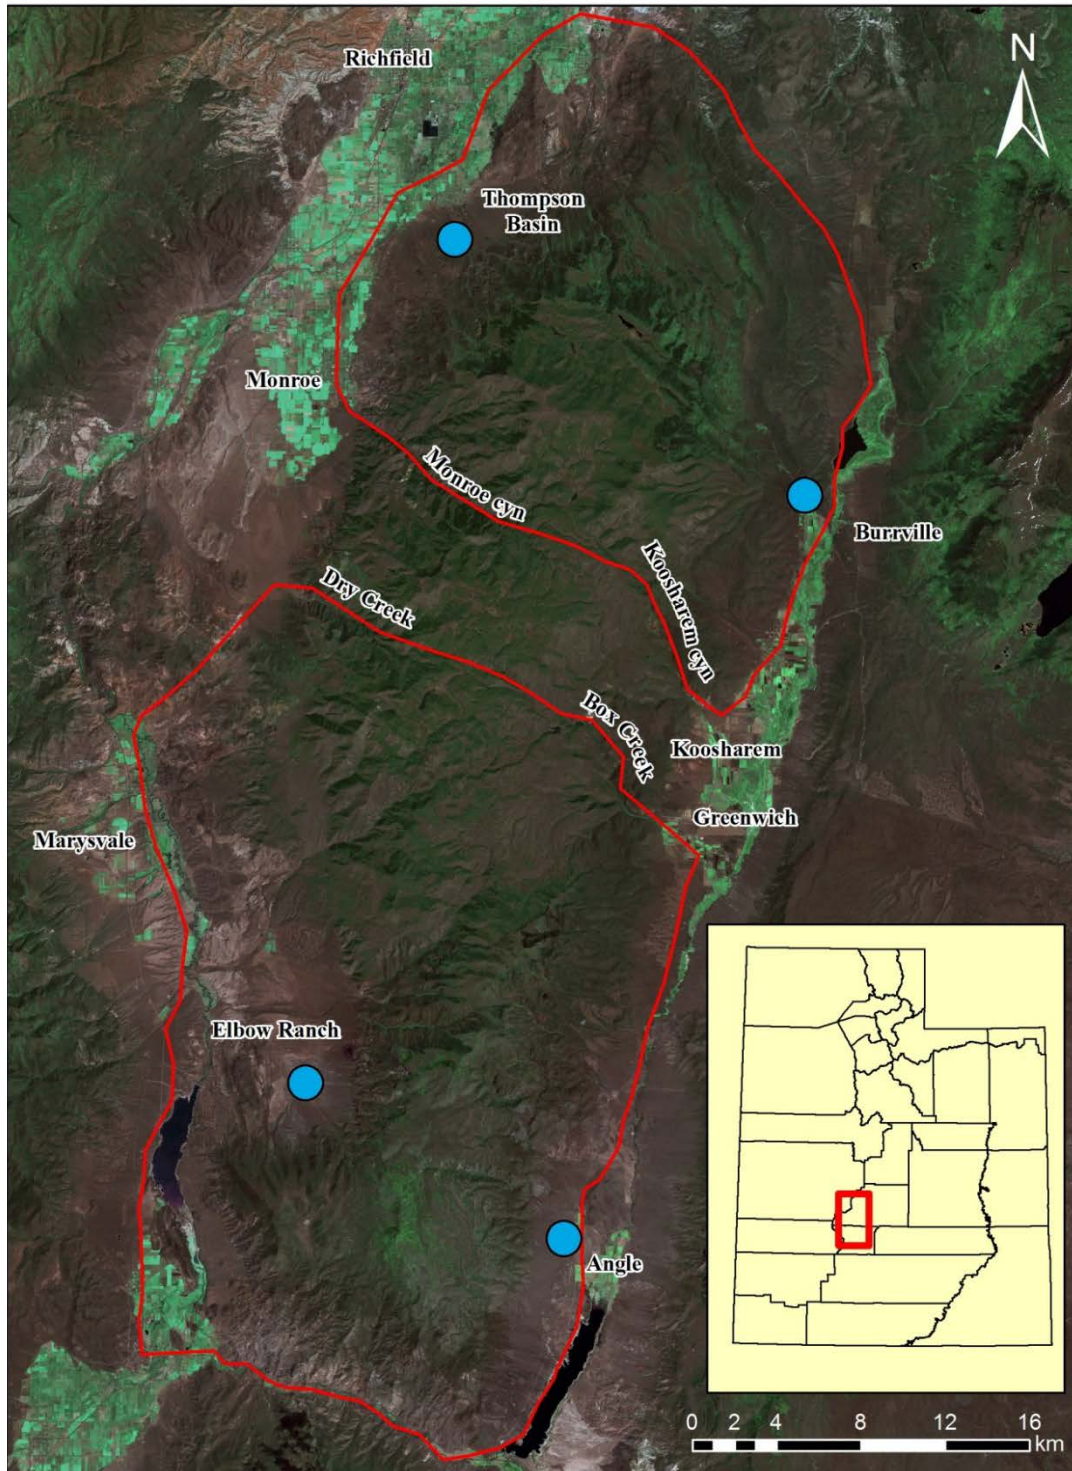 Richfield
N
Thompson
Basin
Monroe
Monroe cyn
Burrville
Koosharem cyn
Dry Creek
Box Creek
Koosharem
Greenwich
Marysvale
Elbow Ranch
Angle
0 2 4 8 12 16
km